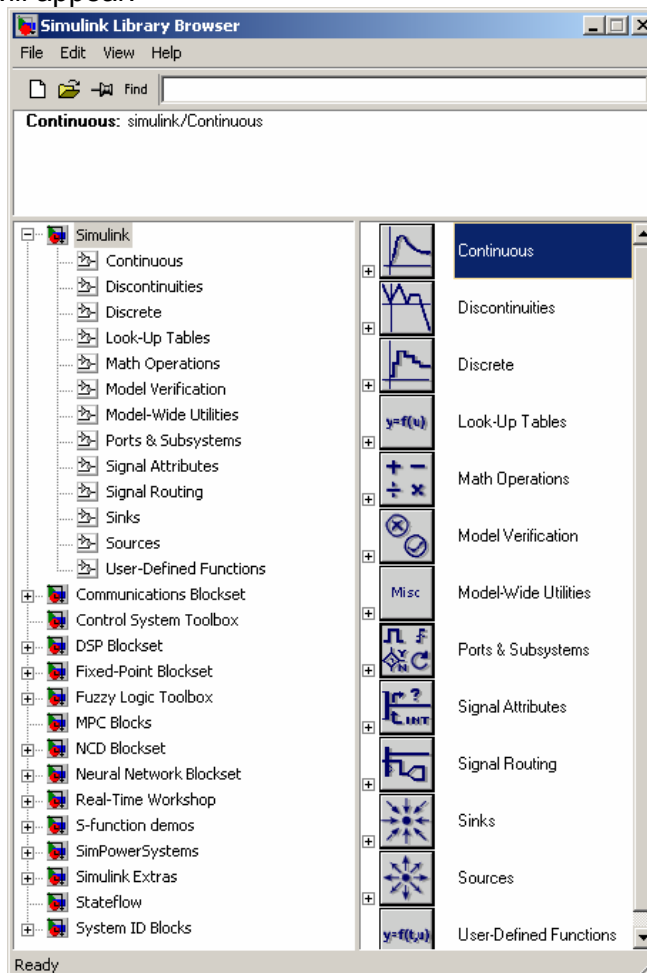 will appear.
Simulink Library Browser
File Edit View Help
Find
Continuous: simulink/Continuous
Simulink
Continuous
Discontinuities
Discrete
Look-Up Tables
Math Operations
Model Verification
Model-Wide Utilities
Ports & Subsystems
Signal Attributes
Signal Routing
Sinks
Sources
User-Defined Functions
Communications Blockset
Control System Toolbox
DSP Blockset
Fixed-Point Blockset
Fuzzy Logic Toolbox
MPC Blocks
NCD Blockset
Neural Network Blockset
Real-Time Workshop
S-function demos
SimPowerSystems
Simulink Extras
Stateflow
System ID Blocks
Continuous
Discontinuities
Discrete
y=f(u) Look-Up Tables
+ − ÷ × Math Operations
Model Verification
Misc Model-Wide Utilities
Y N Ports & Subsystems
? INT Signal Attributes
Signal Routing
Sinks
Sources
y=f(t,u) User-Defined Functions
Ready